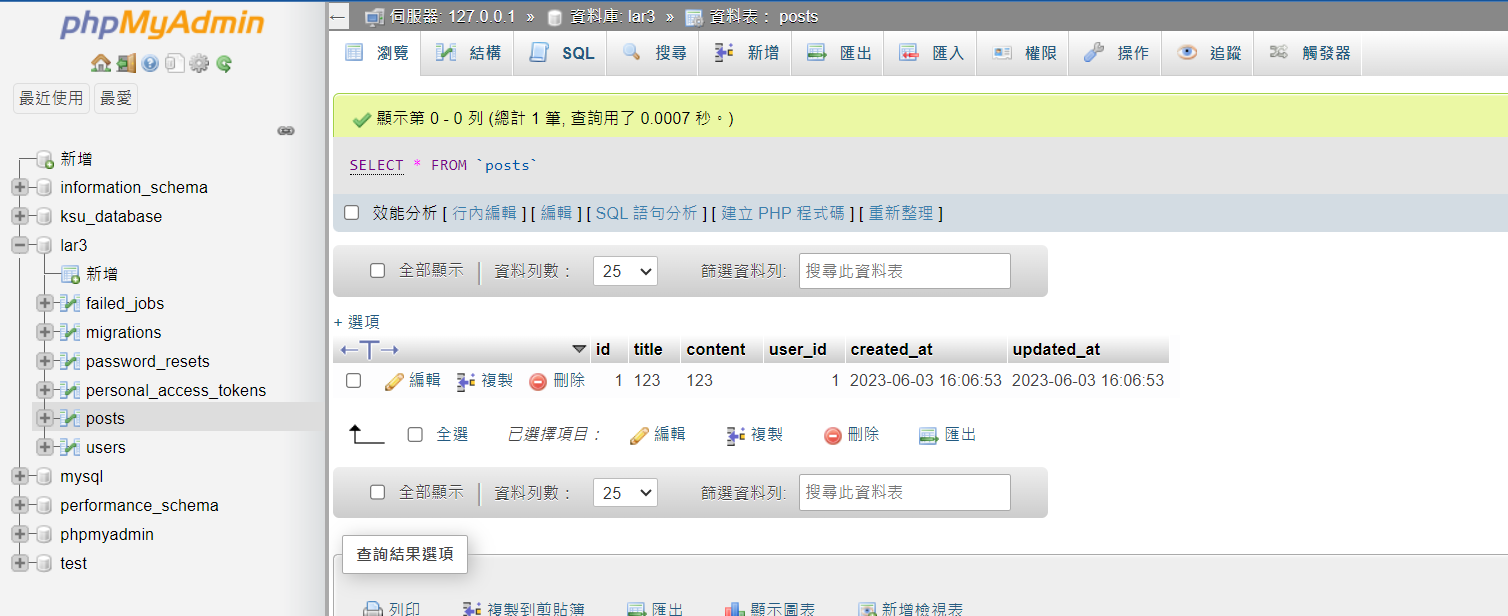 phpMyAdmin
最近使用 最愛
新增
information_schema
ksu_database
lar3
新增
failed_jobs
migrations
password_resets
personal_access_tokens
posts
users
mysql
performance_schema
phpmyadmin
test
伺服器: 127.0.0.1 » 資料庫: lar3 » 資料表： posts
瀏覽 結構 SQL 搜尋 新增 匯出 匯入 權限 操作 追蹤 觸發器
顯示第 0 - 0 列 (總計 1 筆, 查詢用了 0.0007 秒。)
SELECT * FROM `posts`
效能分析 [ 行內編輯 ] [ 編輯 ] [ SQL 語句分析 ] [ 建立 PHP 程式碼 ] [ 重新整理 ]
全部顯示 資料列數： 25 篩選資料列: 搜尋此資料表
+ 選項
←T→ id title content user_id created_at updated_at
編輯 複製 刪除 1 123 123 1 2023-06-03 16:06:53 2023-06-03 16:06:53
全選 已選擇項目： 編輯 複製 刪除 匯出
全部顯示 資料列數： 25 篩選資料列: 搜尋此資料表
查詢結果選項
列印 複製到剪貼簿 匯出 顯示圖表 新增檢視表